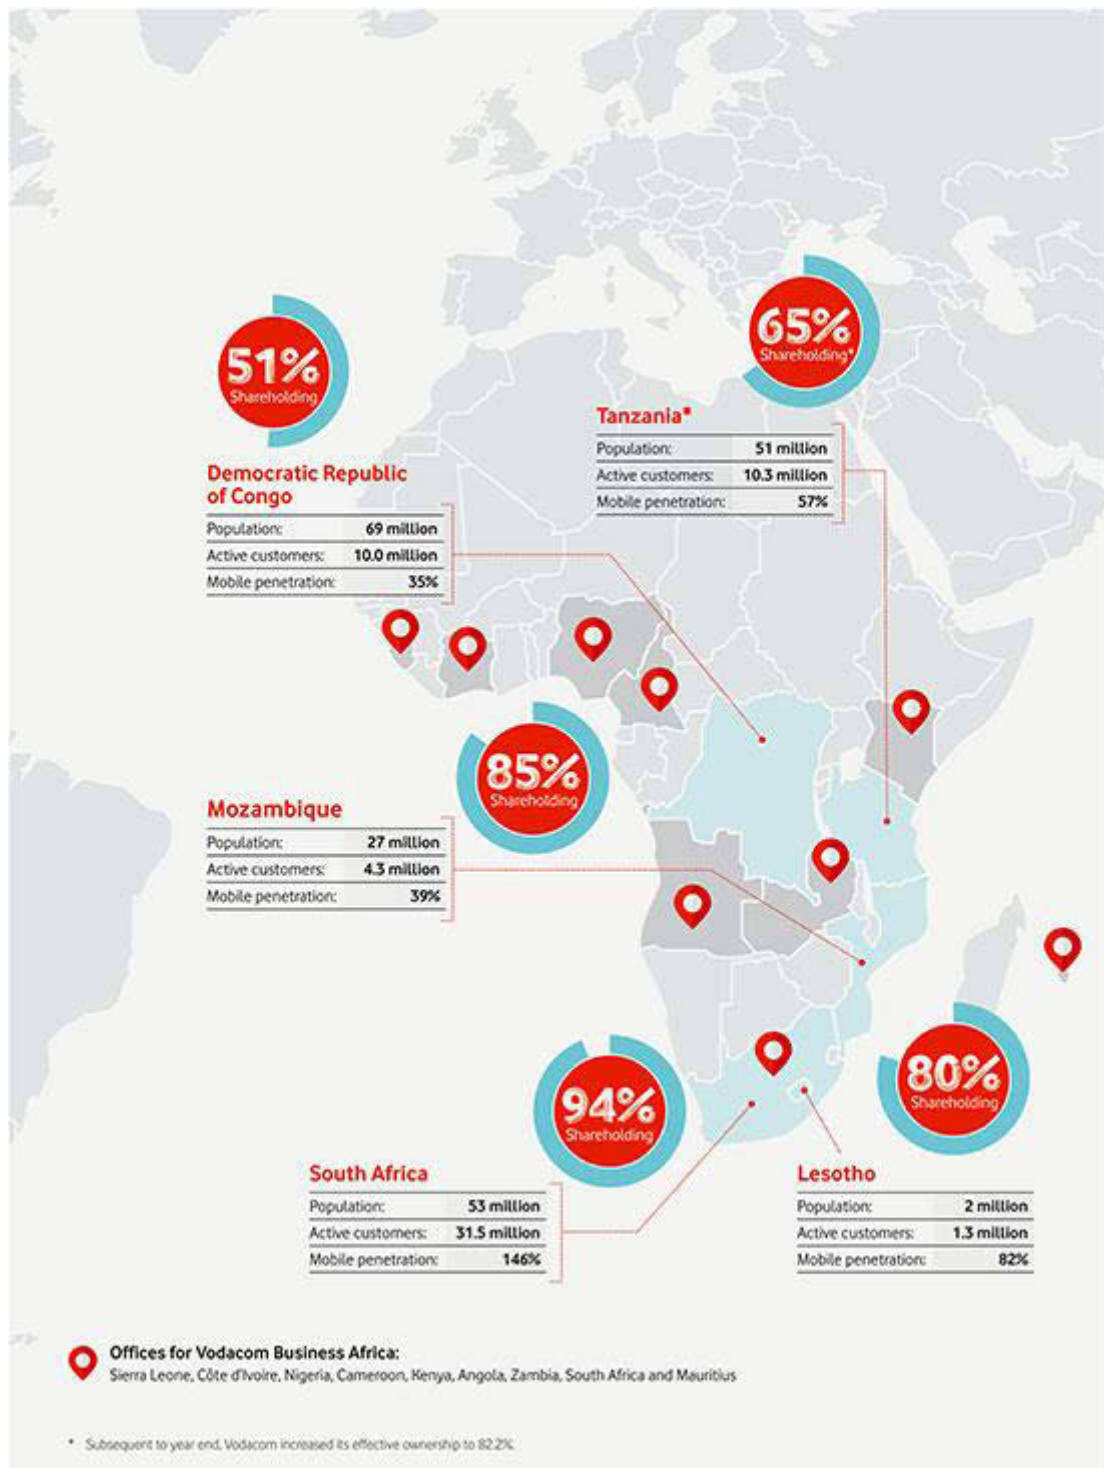 51%
Shareholding
65%
Shareholding*
Tanzania*
Population: 51 million
Active customers: 10.3 million
Mobile penetration: 57%
Democratic Republic
of Congo
Population: 69 million
Active customers: 10.0 million
Mobile penetration: 35%
85%
Shareholding
Mozambique
Population: 27 million
Active customers: 4.3 million
Mobile penetration: 39%
94%
Shareholding
80%
Shareholding
South Africa
Population: 53 million
Active customers: 31.5 million
Mobile penetration: 146%
Lesotho
Population: 2 million
Active customers: 1.3 million
Mobile penetration: 82%
Offices for Vodacom Business Africa:
Sierra Leone, Côte d'Ivoire, Nigeria, Cameroon, Kenya, Angola, Zambia, South Africa and Mauritius
* Subsequent to year end, Vodacom increased its effective ownership to 82.2%